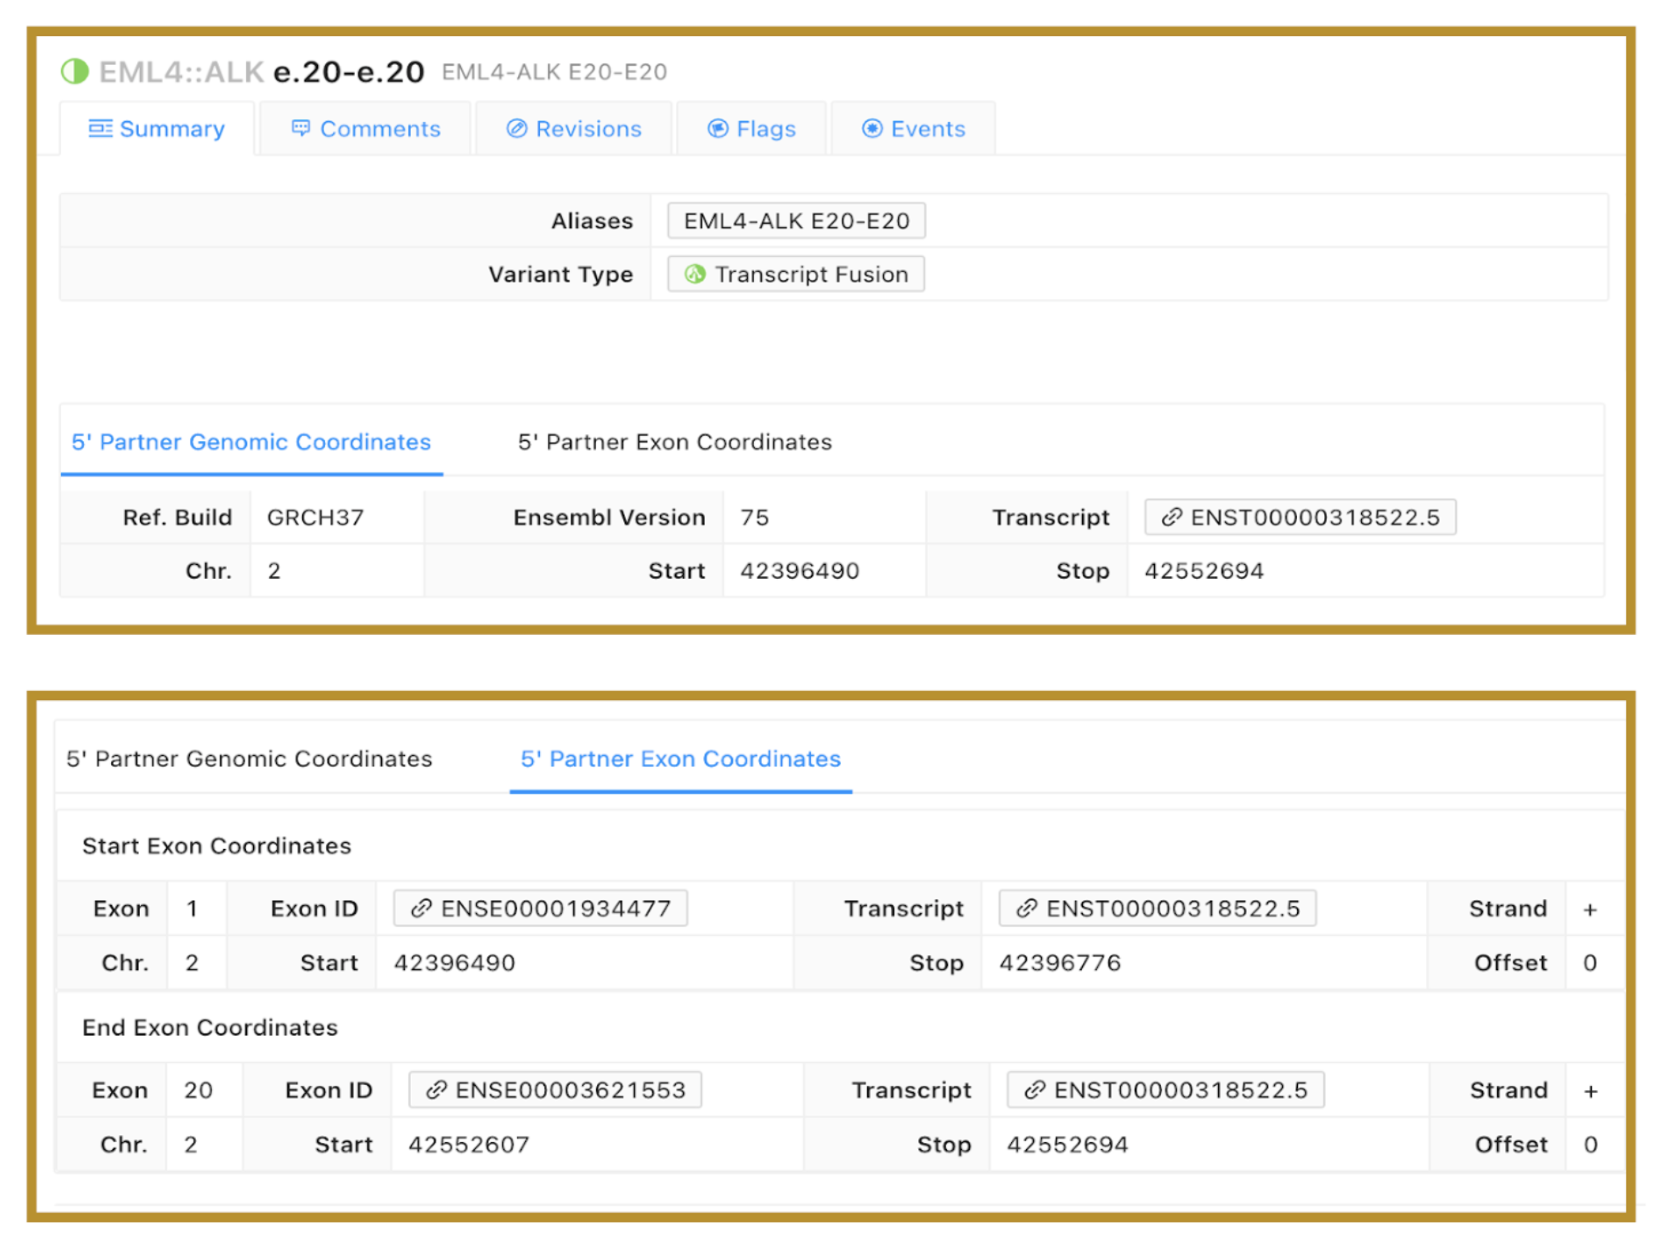 EML4::ALK e.20-e.20 EML4-ALK E20-E20
Summary Comments Revisions Flags Events
Aliases EML4-ALK E20-E20
Variant Type Transcript Fusion
5' Partner Genomic Coordinates 5' Partner Exon Coordinates
Ref. Build GRCH37 Ensembl Version 75 Transcript ENST00000318522.5
Chr. 2 Start 42396490 Stop 42552694
5' Partner Genomic Coordinates 5' Partner Exon Coordinates
Start Exon Coordinates
Exon 1 Exon ID ENSE00001934477 Transcript ENST00000318522.5 Strand +
Chr. 2 Start 42396490 Stop 42396776 Offset 0
End Exon Coordinates
Exon 20 Exon ID ENSE00003621553 Transcript ENST00000318522.5 Strand +
Chr. 2 Start 42552607 Stop 42552694 Offset 0